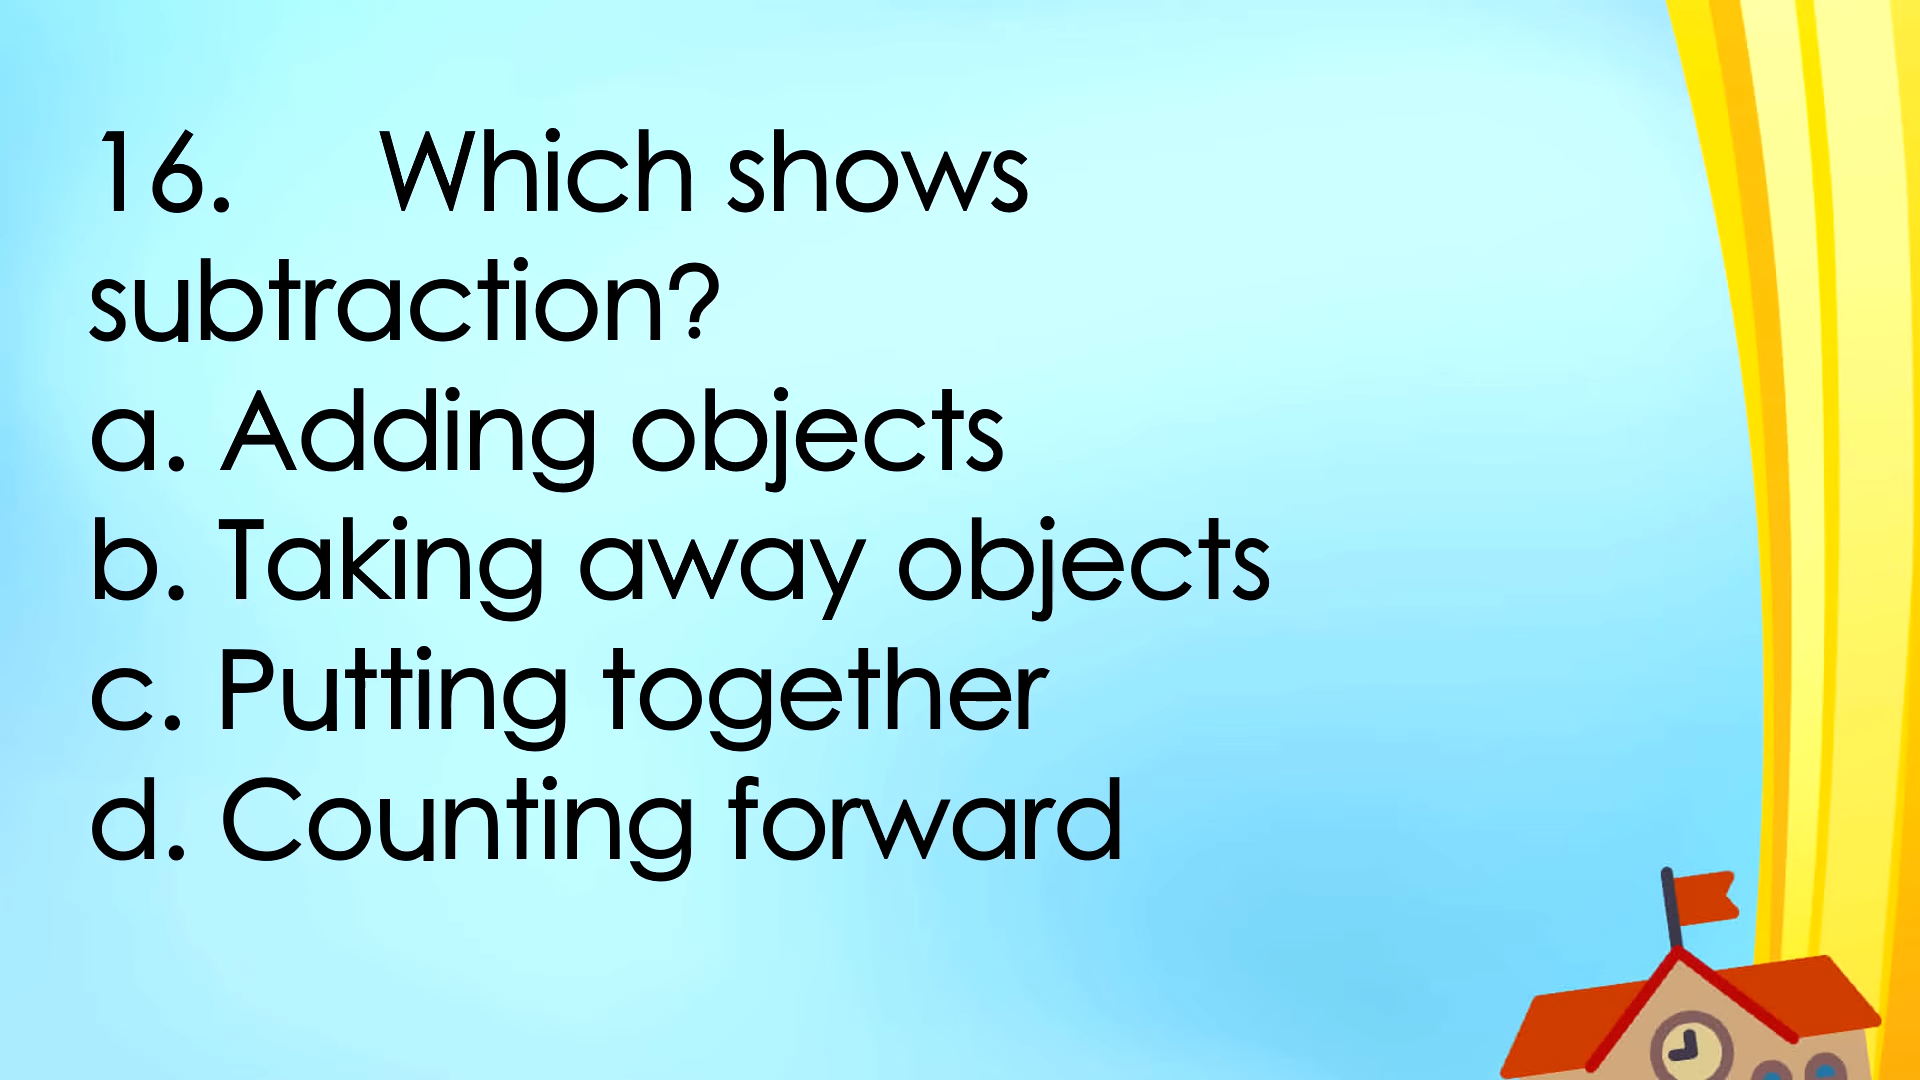 16. Which shows
subtraction?
a. Adding objects
b. Taking away objects
c. Putting together
d. Counting forward